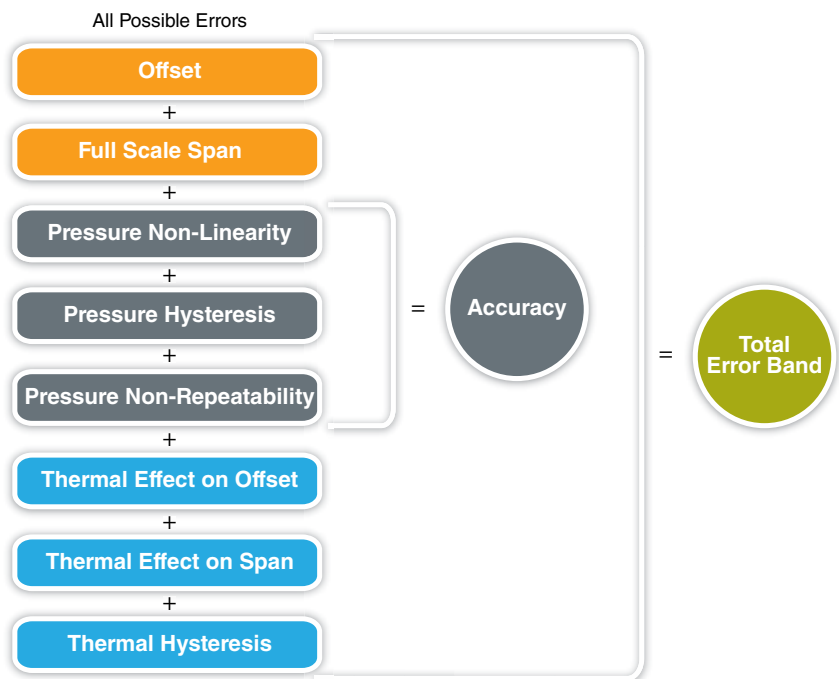 All Possible Errors
Offset
+
Full Scale Span
+
Pressure Non-Linearity
+
Pressure Hysteresis
+
Pressure Non-Repeatability
+
Thermal Effect on Offset
+
Thermal Effect on Span
+
Thermal Hysteresis
=
Accuracy
=
Total
Error Band